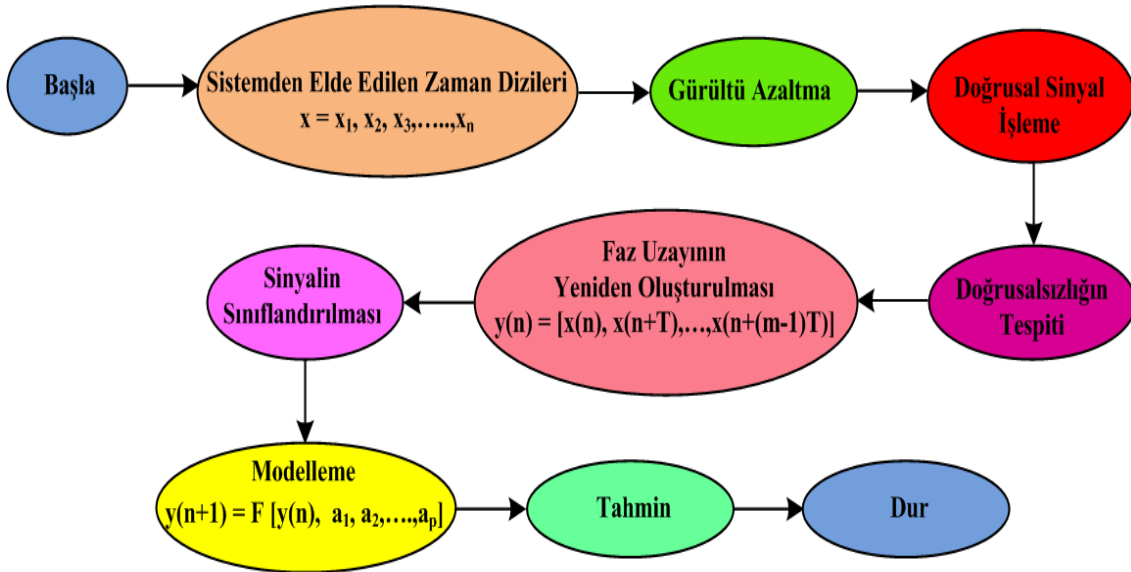 Başla
Sistemden Elde Edilen Zaman Dizileri
x = x₁, x₂, x₃,…..,xₙ
Gürültü Azaltma
Doğrusal Sinyal
İşleme
Doğrusalsızlığın
Tespiti
Faz Uzayının
Yeniden Oluşturulması
y(n) = [x(n), x(n+T),…,x(n+(m-1)T)]
Sinyalin
Sınıflandırılması
Modelleme
y(n+1) = F [y(n), a₁, a₂,….,aₚ]
Tahmin
Dur